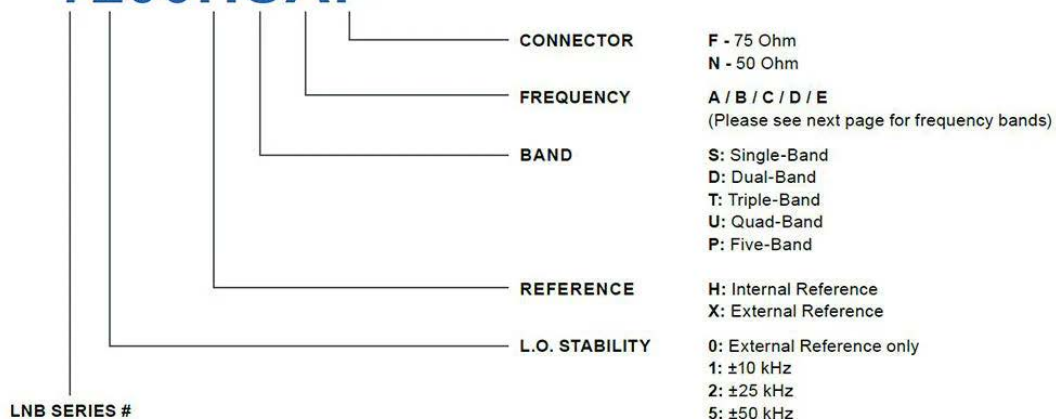 CONNECTOR
F - 75 Ohm
N - 50 Ohm
FREQUENCY
A / B / C / D / E
(Please see next page for frequency bands)
BAND
S: Single-Band
D: Dual-Band
T: Triple-Band
U: Quad-Band
P: Five-Band
REFERENCE
H: Internal Reference
X: External Reference
L.O. STABILITY
0: External Reference only
1: ±10 kHz
2: ±25 kHz
5: ±50 kHz
LNB SERIES #